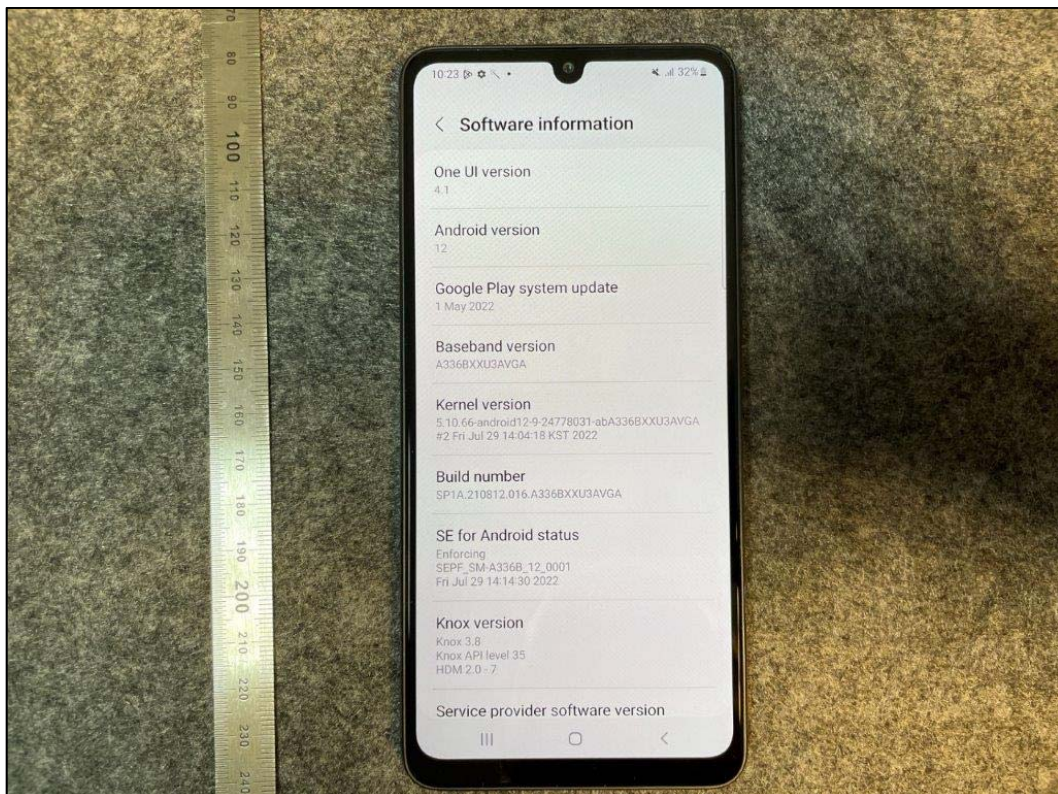 70
80
90
100
110
120
130
140
150
160
170
180
190
200
210
220
230
240
10:23
32%
Software information
One UI version
4.1
Android version
12
Google Play system update
1 May 2022
Baseband version
A336BXXU3AVGA
Kernel version
5.10.66-android12-9-24778031-abA336BXXU3AVGA
#2 Fri Jul 29 14:04:18 KST 2022
Build number
SP1A.210812.016.A336BXXU3AVGA
SE for Android status
Enforcing
SEPF_SM-A336B_12_0001
Fri Jul 29 14:14:30 2022
Knox version
Knox 3.8
Knox API level 35
HDM 2.0 - 7
Service provider software version